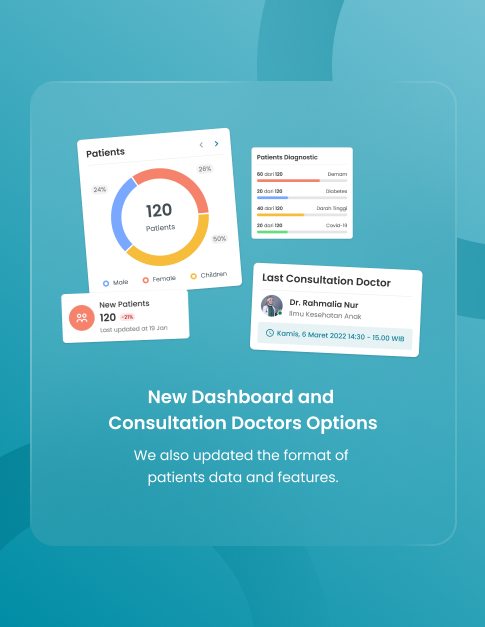 Patients
26%
24%
120
Patients
50%
Male
Female
Children
Patients Diagnostic
60 dari 120
Demam
20 dari 120
Diabetes
40 dari 120
Darah Tinggi
20 dari 120
Covid-19
New Patients
120 -21%
Last updated at 19 Jan
Last Consultation Doctor
Dr. Rahmalia Nur
Ilmu Kesehatan Anak
Kamis, 6 Maret 2022 14:30 - 15.00 WIB
New Dashboard and
Consultation Doctors Options
We also updated the format of
patients data and features.